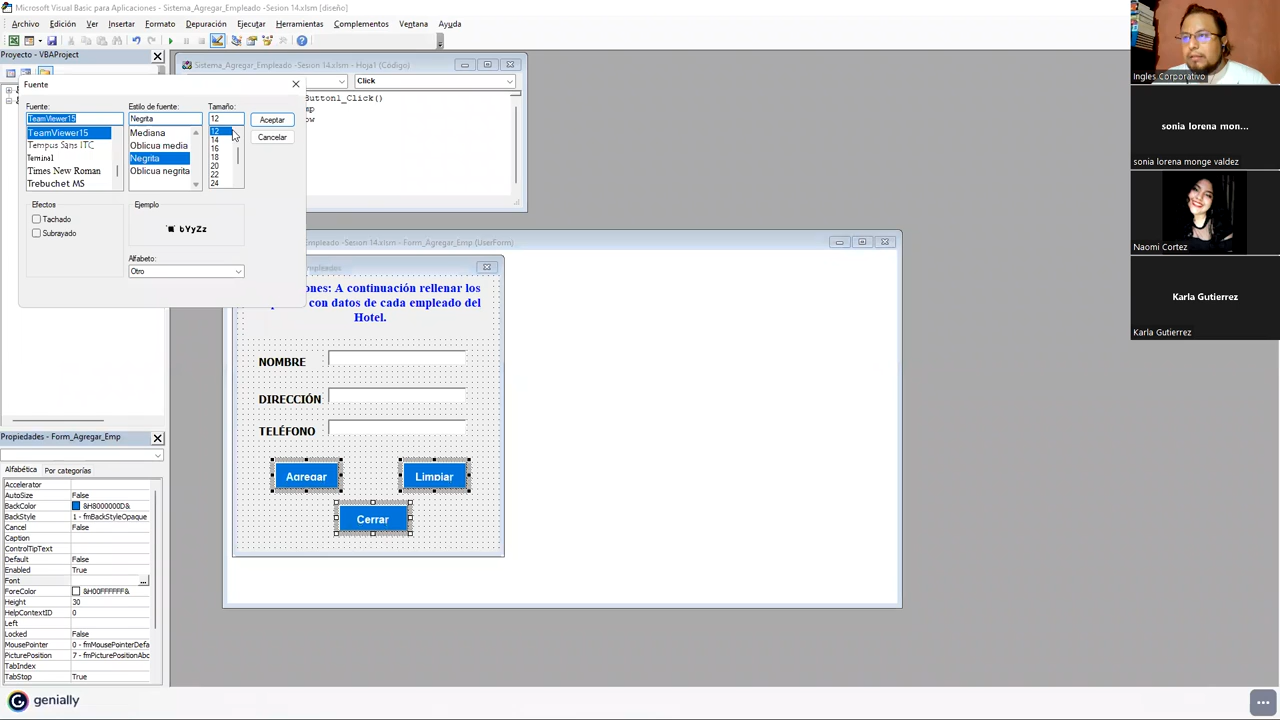 Microsoft Visual Basic para Aplicaciones - Sistema_Agregar_Empleado -Sesion 14.xlsm (diseño)
Archivo Edición Ver Insertar Formato Depuración Ejecutar Herramientas Complementos Ventana Ayuda
Proyecto - VBAProject
Sistema_Agregar_Empleado -Sesion 14.xlsm - Hoja1 (Código)
Click
Button1_Click()
mp
ow
Fuente
Fuente:
TeamViewer15
TeamViewer15
Tempus Sans ITC
Terminal
Times New Roman
Trebuchet MS
Estilo de fuente:
Negrita
Mediana
Oblicua media
Negrita
Oblicua negrita
Tamaño:
12
12
14
16
18
20
22
24
Aceptar
Cancelar
Efectos
Tachado
Subrayado
Ejemplo
bYyZz
Alfabeto:
Otro
Empleado -Sesion 14.xlsm - Form_Agregar_Emp (UserForm)
ones: A continuación rellenar los
con datos de cada empleado del
Hotel.
NOMBRE
DIRECCIÓN
TELÉFONO
Agregar
Limpiar
Cerrar
Propiedades - Form_Agregar_Emp
Alfabética Por categorías
Accelerator
AutoSize False
BackColor &H8000000D&
BackStyle 1 - fmBackStyleOpaque
Cancel False
Caption
ControlTipText
Default False
Enabled True
Font ...
ForeColor &H00FFFFFF&
Height 30
HelpContextID 0
Left
Locked False
MousePointer 0 - fmMousePointerDefa
PicturePosition 7 - fmPicturePositionAbc
TabIndex
TabStop True
genially
Ingles Corporativo
sonia lorena mon...
sonia lorena monge valdez
Naomi Cortez
Karla Gutierrez
Karla Gutierrez